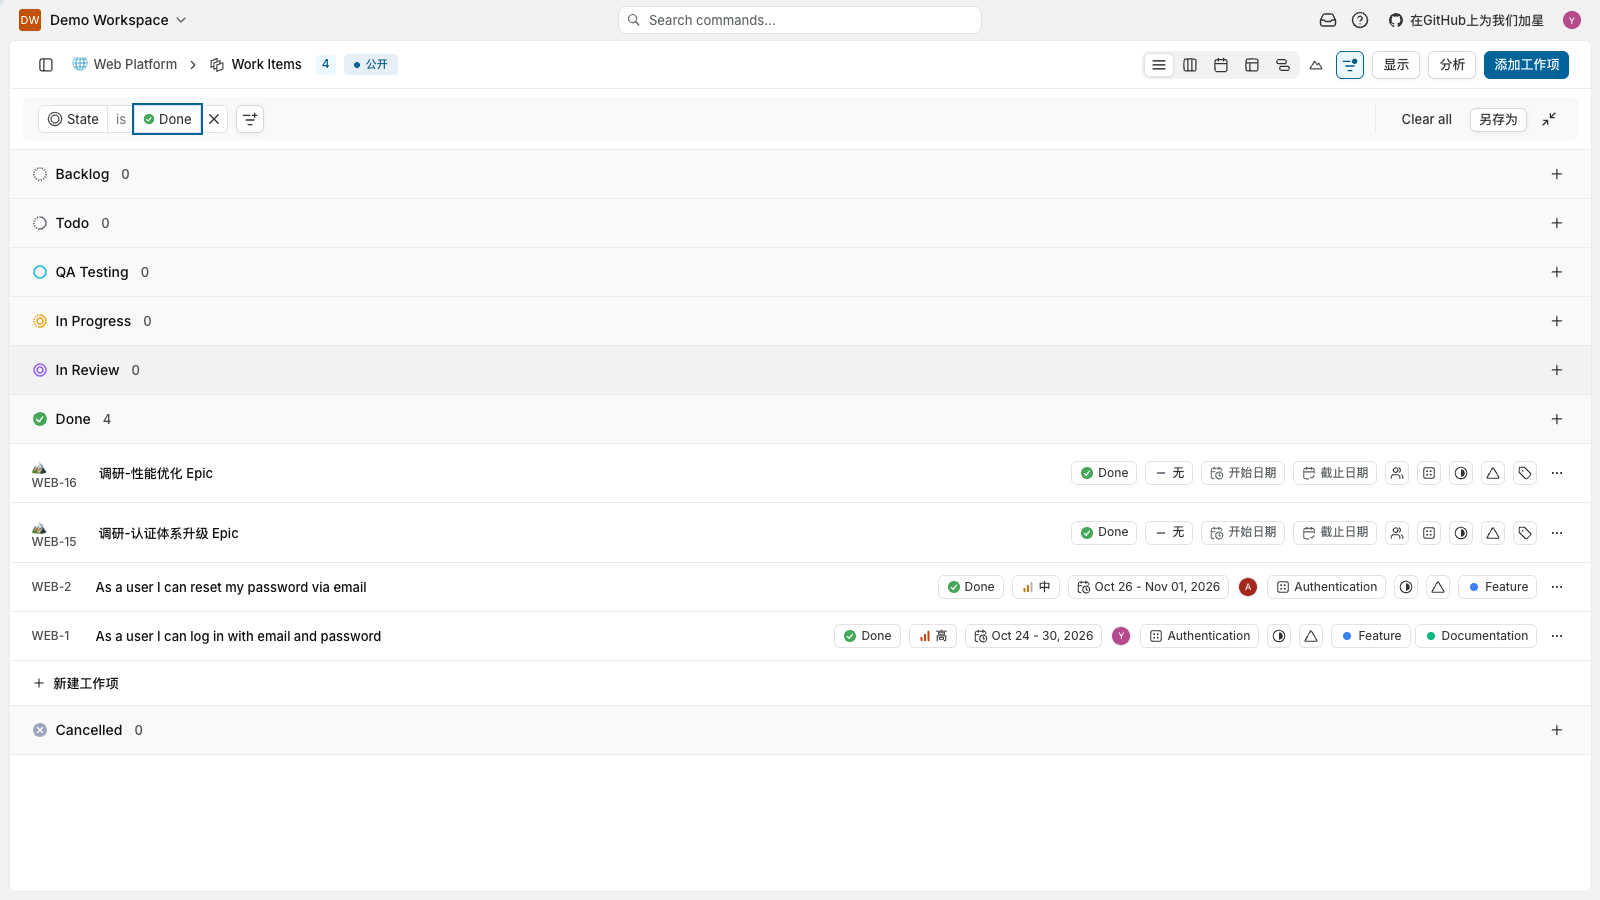 DW Demo Workspace Search commands... 在GitHub上为我们加星 Y
Web Platform Work Items 4 公开 显示 分析 添加工作项
State is Done Clear all 另存为
Backlog 0
Todo 0
QA Testing 0
In Progress 0
In Review 0
Done 4
WEB-16 调研-性能优化 Epic Done 无 开始日期 截止日期
WEB-15 调研-认证体系升级 Epic Done 无 开始日期 截止日期
WEB-2 As a user I can reset my password via email Done 中 Oct 26 - Nov 01, 2026 A Authentication Feature
WEB-1 As a user I can log in with email and password Done 高 Oct 24 - 30, 2026 Y Authentication Feature Documentation
新建工作项
Cancelled 0